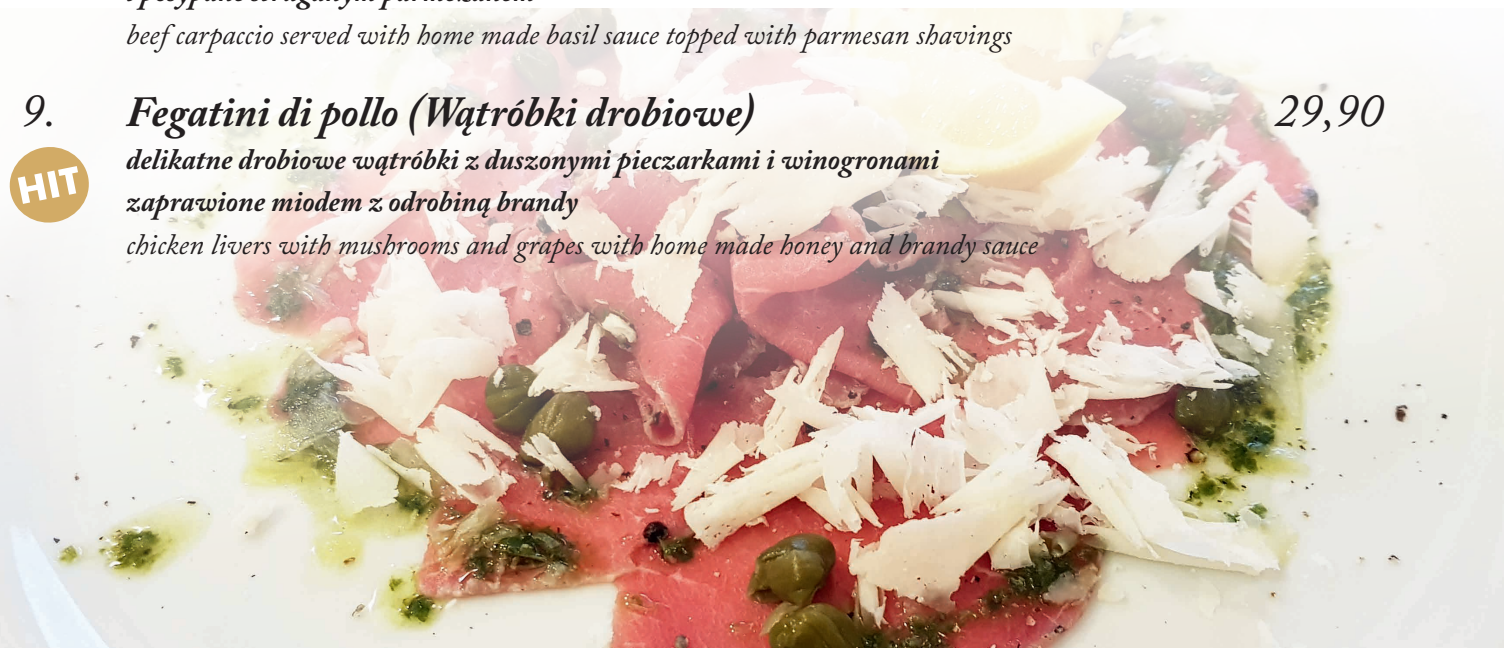 beef carpaccio served with home made basil sauce topped with parmesan shavings
9. Fegatini di pollo (Wątróbki drobiowe) 29,90
HIT
delikatne drobiowe wątróbki z duszonymi pieczarkami i winogronami
zaprawione miodem z odrobiną brandy
chicken livers with mushrooms and grapes with home made honey and brandy sauce